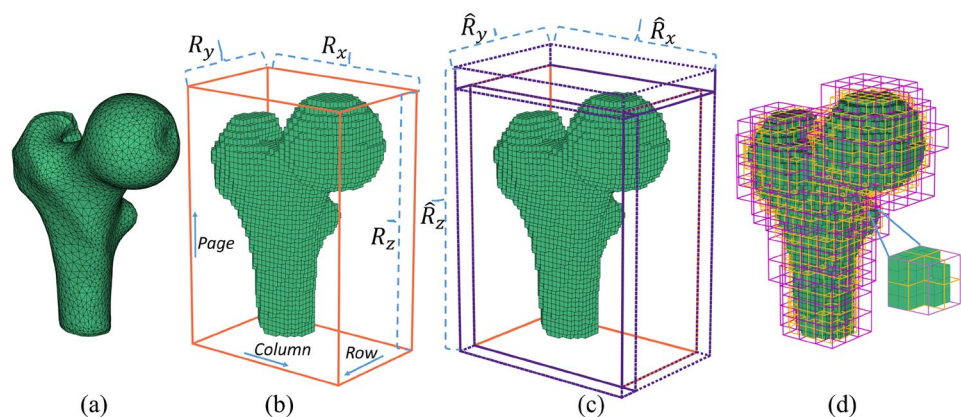 R_y R_x R̂_y R̂_x
R_z R̂_z
Page
Column Row
(a) (b) (c) (d)